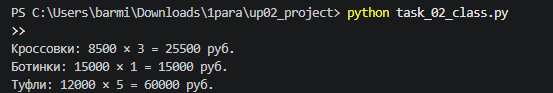 PS C:\Users\barmi\Downloads\1para\up02_project> python task_02_class.py
>>
Кроссовки: 8500 × 3 = 25500 руб.
Ботинки: 15000 × 1 = 15000 руб.
Туфли: 12000 × 5 = 60000 руб.